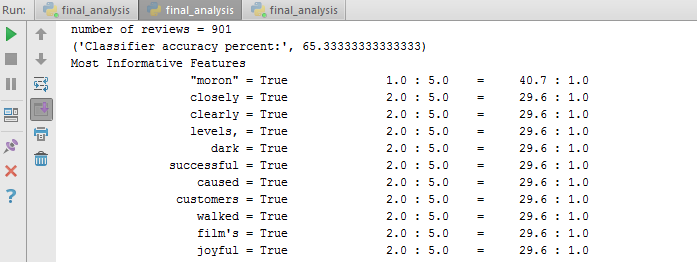 Run: final_analysis final_analysis final_analysis
number of reviews = 901
('Classifier accuracy percent:', 65.33333333333333)
Most Informative Features
"moron" = True 1.0 : 5.0 = 40.7 : 1.0
closely = True 2.0 : 5.0 = 29.6 : 1.0
clearly = True 2.0 : 5.0 = 29.6 : 1.0
levels, = True 2.0 : 5.0 = 29.6 : 1.0
dark = True 2.0 : 5.0 = 29.6 : 1.0
successful = True 2.0 : 5.0 = 29.6 : 1.0
caused = True 2.0 : 5.0 = 29.6 : 1.0
customers = True 2.0 : 5.0 = 29.6 : 1.0
walked = True 2.0 : 5.0 = 29.6 : 1.0
film's = True 2.0 : 5.0 = 29.6 : 1.0
joyful = True 2.0 : 5.0 = 29.6 : 1.0